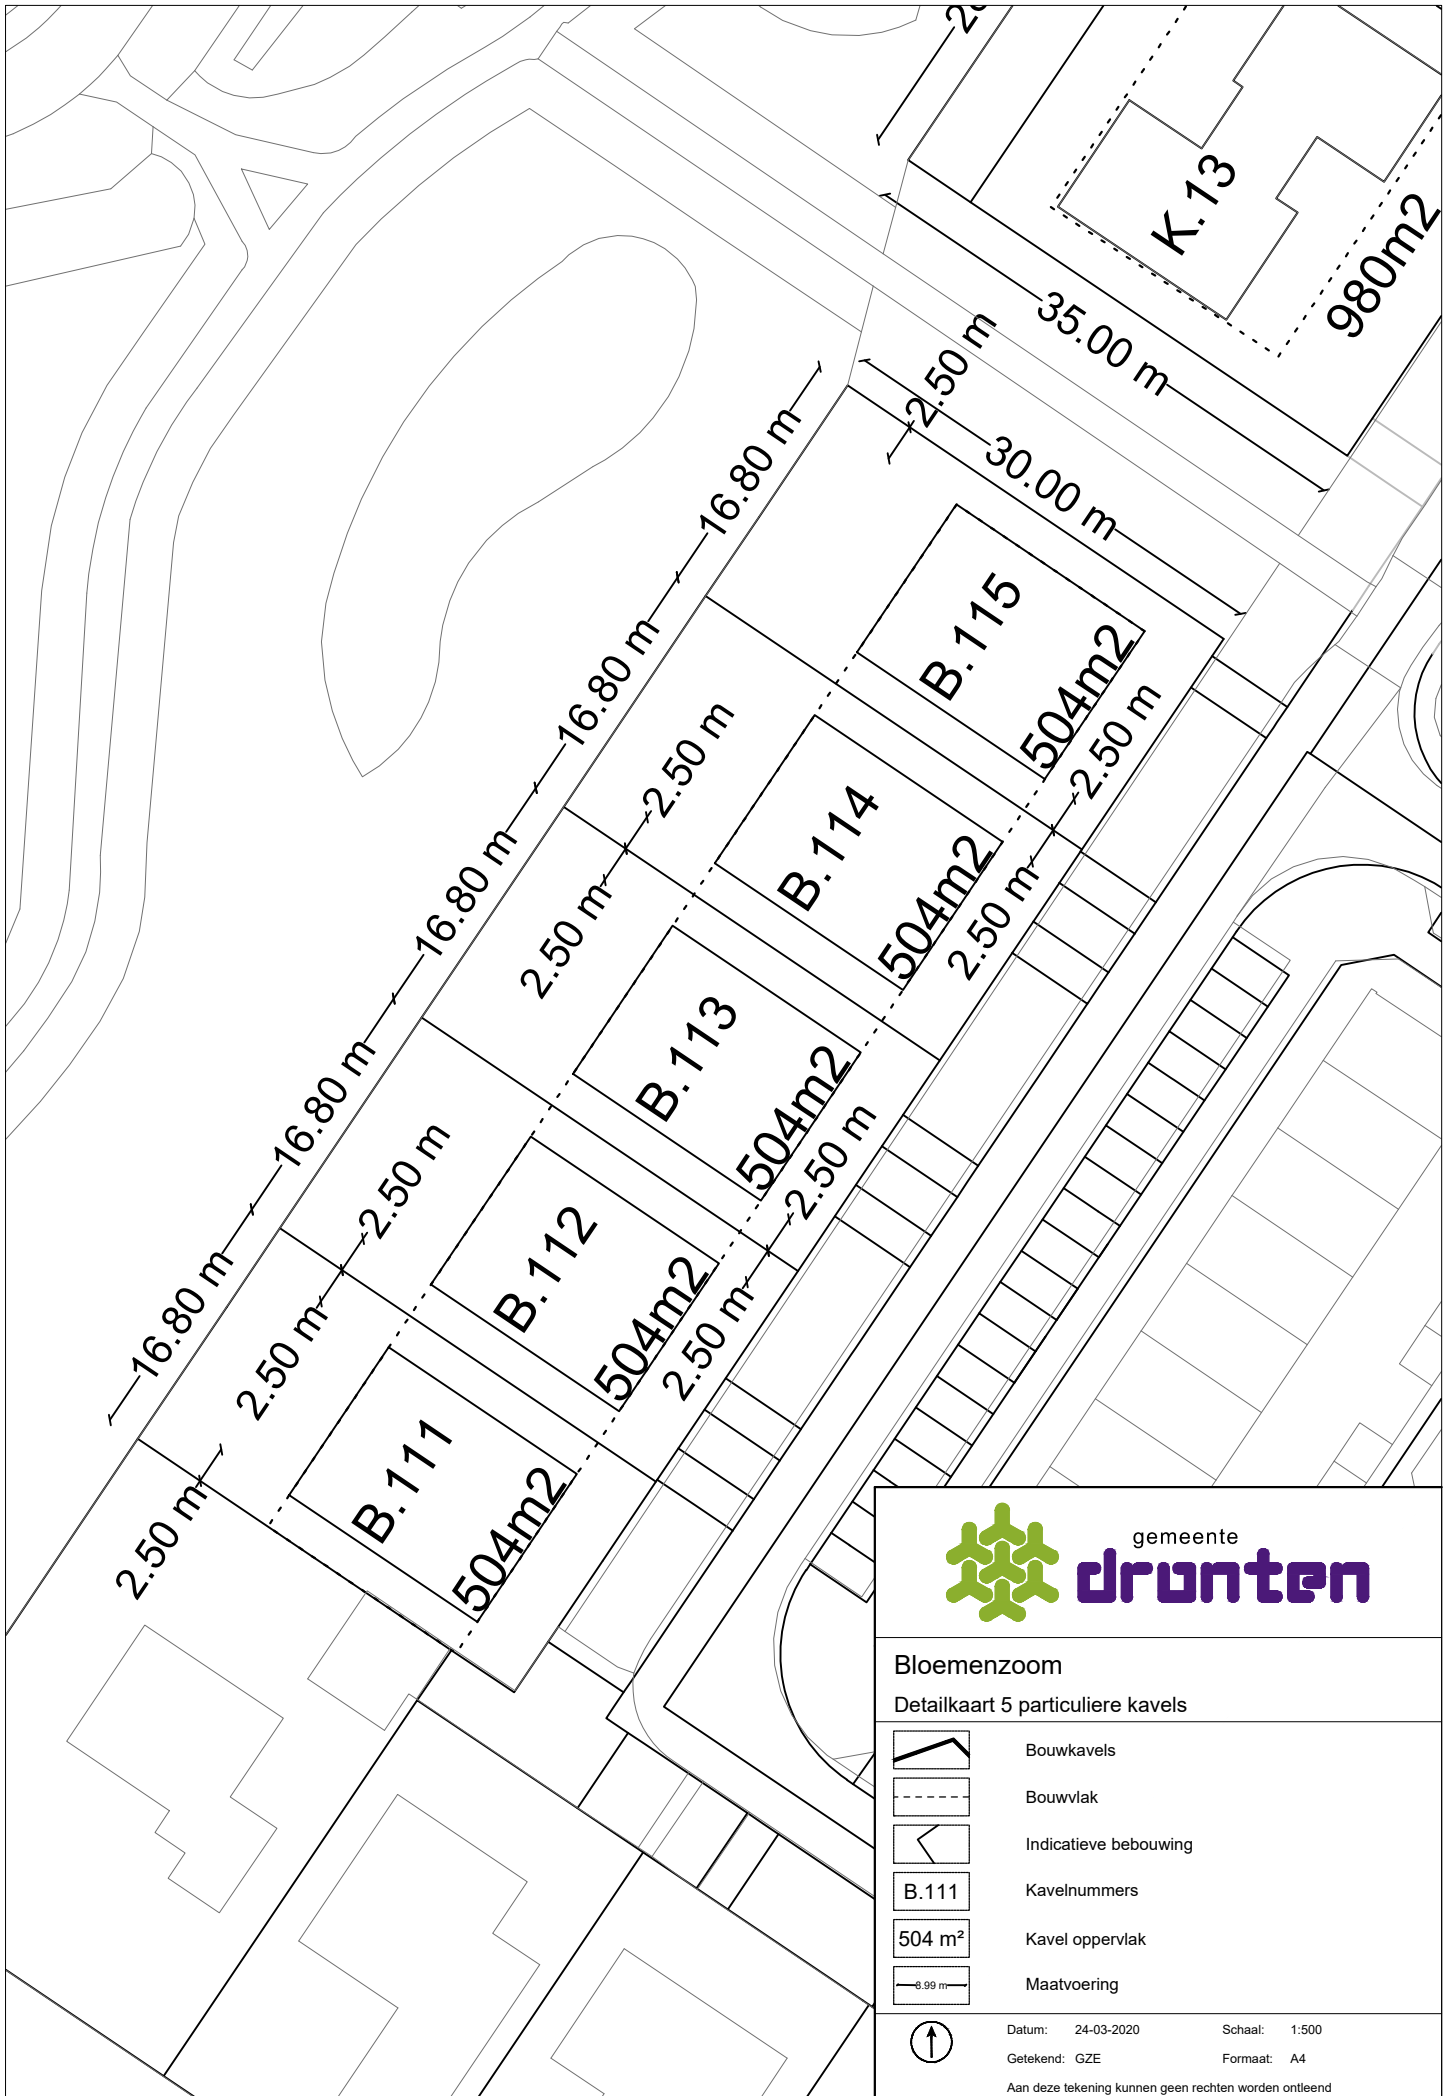 K.13
980m2
35.00 m
2.50 m
30.00 m
16.80 m
B.115
504m2
16.80 m
2.50 m
2.50 m
B.114
504m2
16.80 m
2.50 m
2.50 m
B.113
504m2
16.80 m
2.50 m
2.50 m
B.112
504m2
16.80 m
2.50 m
2.50 m
B.111
504m2
2.50 m
gemeente
dronten
Bloemenzoom
Detailkaart 5 particuliere kavels
Bouwkavels
Bouwvlak
Indicatieve bebouwing
B.111 Kavelnummers
504 m² Kavel oppervlak
8.99 m Maatvoering
Datum: 24-03-2020 Schaal: 1:500
Getekend: GZE Formaat: A4
Aan deze tekening kunnen geen rechten worden ontleend